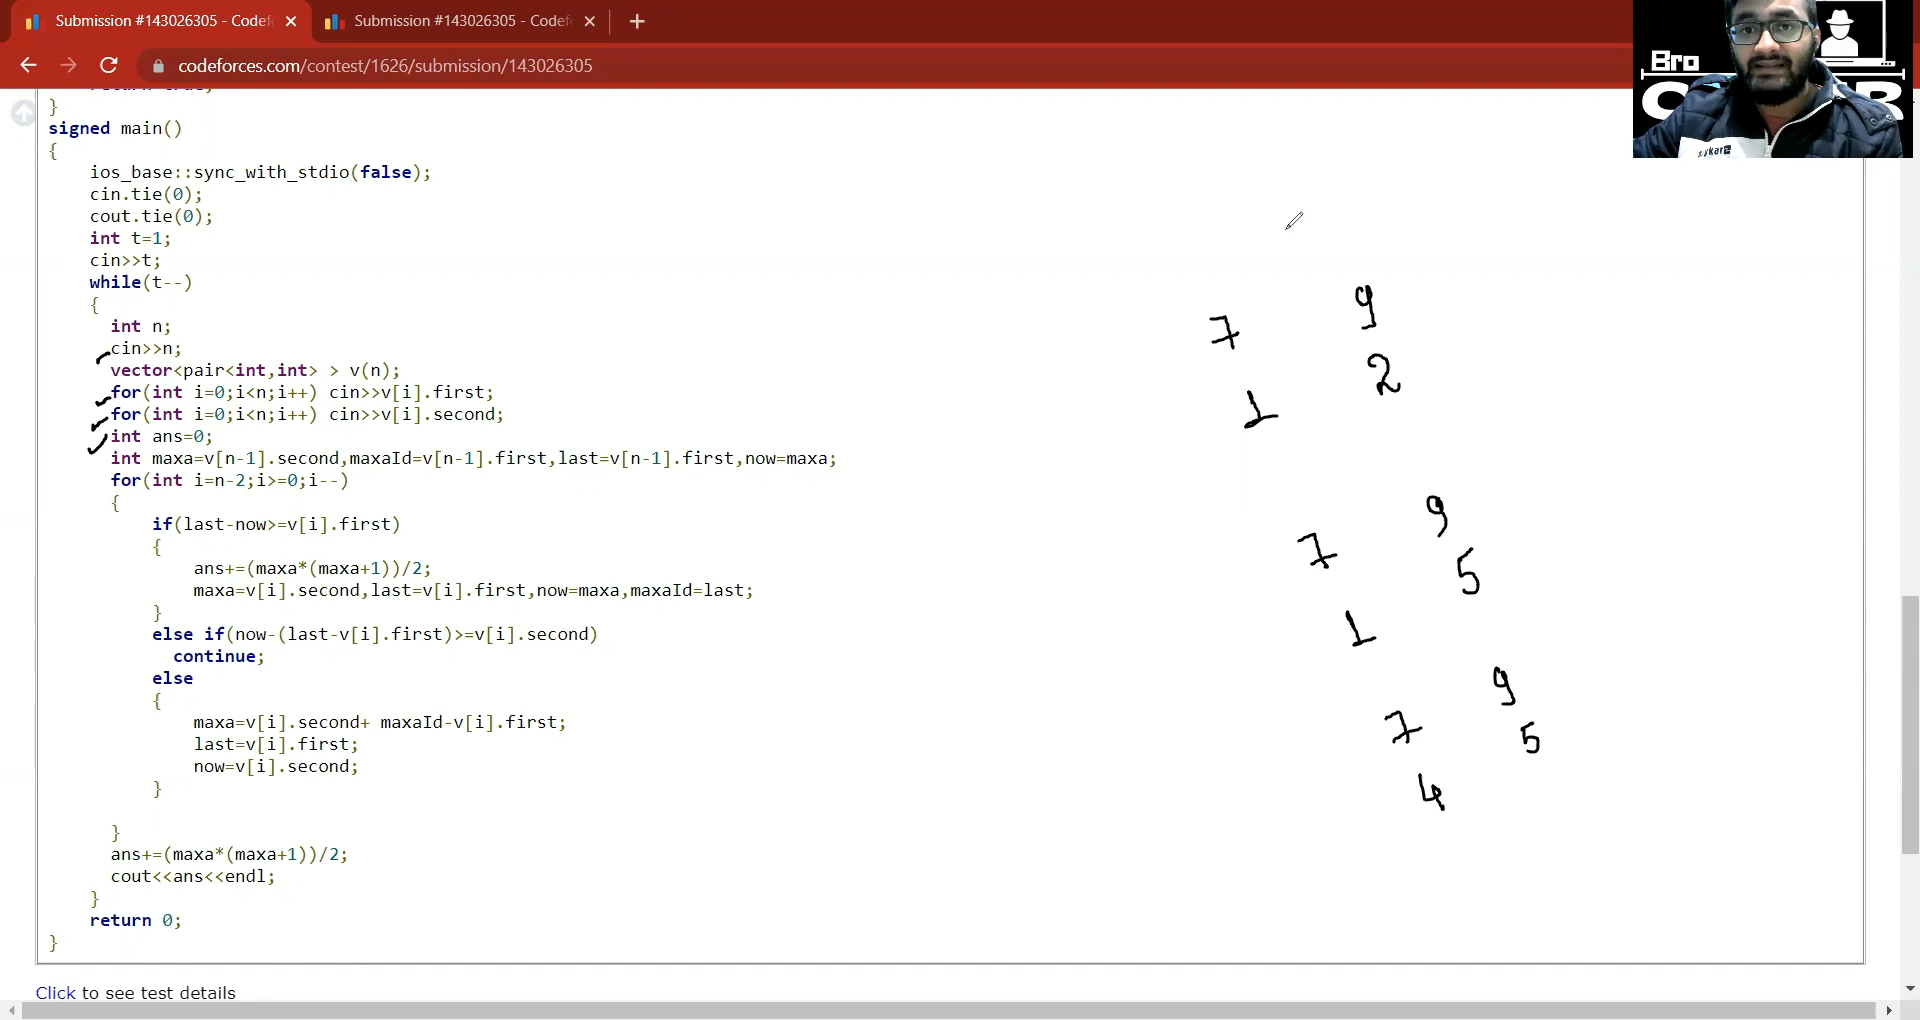 Submission #143026305 - Codef
Submission #143026305 - Codef
codeforces.com/contest/1626/submission/143026305
Bro
}
signed main()
{
ios_base::sync_with_stdio(false);
cin.tie(0);
cout.tie(0);
int t=1;
cin>>t;
while(t--)
{
int n;
cin>>n;
vector<pair<int,int> > v(n);
for(int i=0;i<n;i++) cin>>v[i].first;
for(int i=0;i<n;i++) cin>>v[i].second;
int ans=0;
int maxa=v[n-1].second,maxaId=v[n-1].first,last=v[n-1].first,now=maxa;
for(int i=n-2;i>=0;i--)
{
if(last-now>=v[i].first)
{
ans+=(maxa*(maxa+1))/2;
maxa=v[i].second,last=v[i].first,now=maxa,maxaId=last;
}
else if(now-(last-v[i].first)>=v[i].second)
continue;
else
{
maxa=v[i].second+ maxaId-v[i].first;
last=v[i].first;
now=v[i].second;
}
}
ans+=(maxa*(maxa+1))/2;
cout<<ans<<endl;
}
return 0;
}
7 9
1 2
7 9
1 5
7 9
4 5
Click to see test details